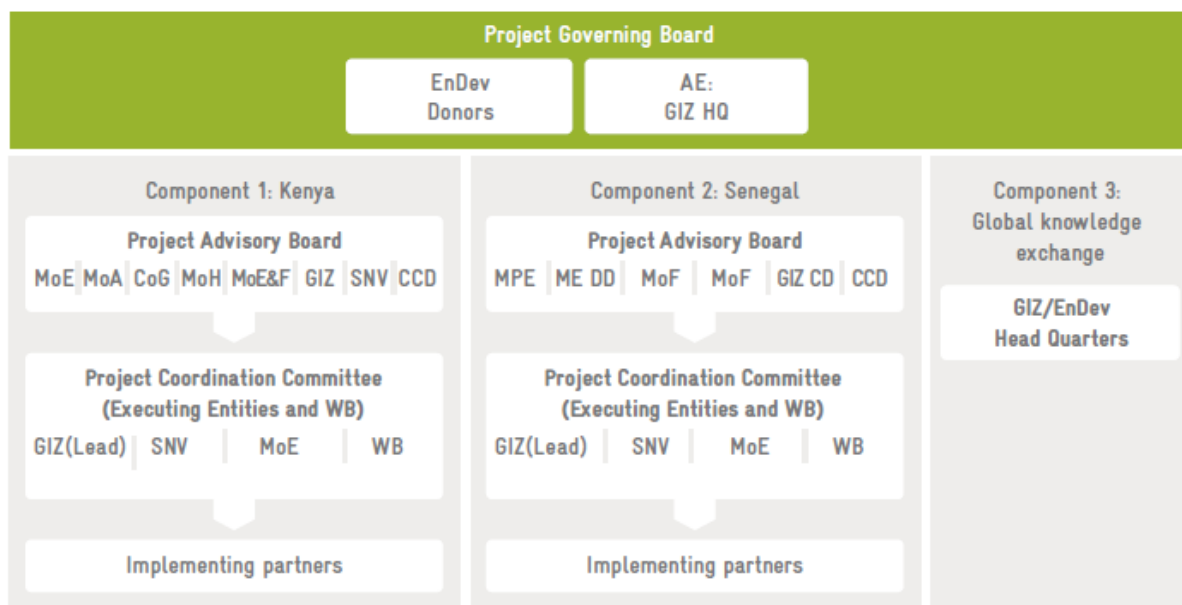 Project Governing Board
EnDev
Donors
AE:
GIZ HQ
Component 1: Kenya
Project Advisory Board
MoE MoA CoG MoH MoE&F GIZ SNV CCD
Project Coordination Committee
(Executing Entities and WB)
GIZ(Lead) SNV MoE WB
Implementing partners
Component 2: Senegal
Project Advisory Board
MPE ME DD MoF MoF GIZ CD CCD
Project Coordination Committee
(Executing Entities and WB)
GIZ(Lead) SNV MoE WB
Implementing partners
Component 3:
Global knowledge
exchange
GIZ/EnDev
Head Quarters